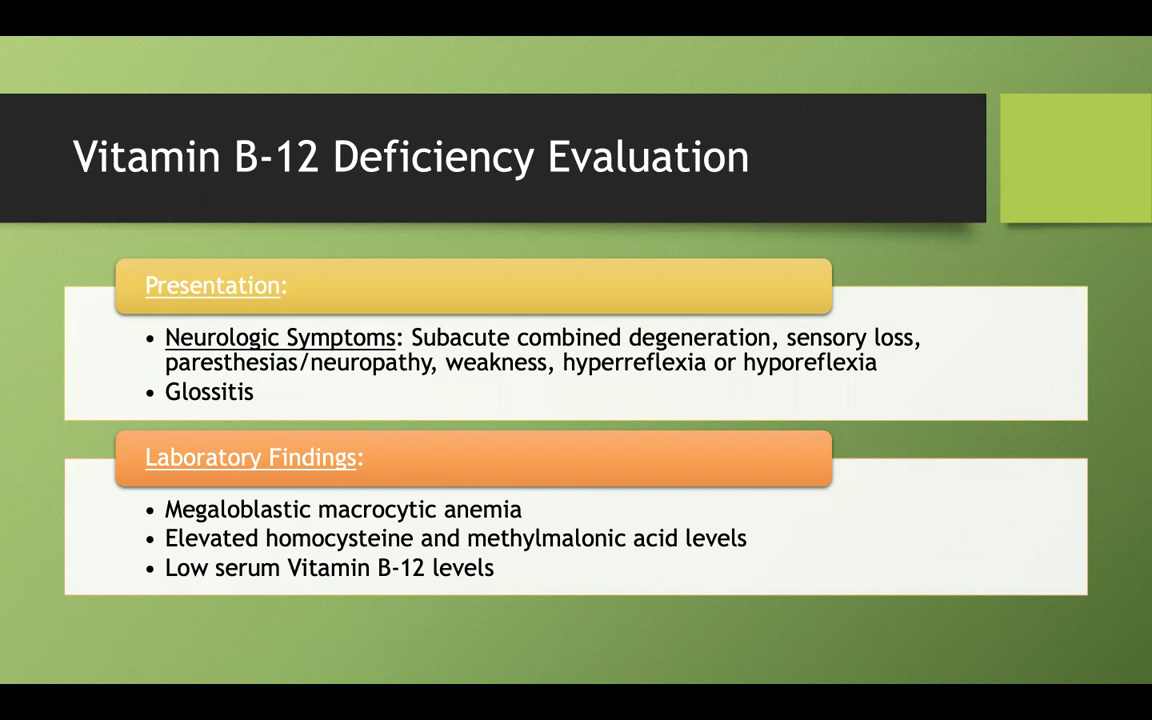 Vitamin B-12 Deficiency Evaluation
Presentation:
• Neurologic Symptoms: Subacute combined degeneration, sensory loss,
paresthesias/neuropathy, weakness, hyperreflexia or hyporeflexia
• Glossitis
Laboratory Findings:
• Megaloblastic macrocytic anemia
• Elevated homocysteine and methylmalonic acid levels
• Low serum Vitamin B-12 levels